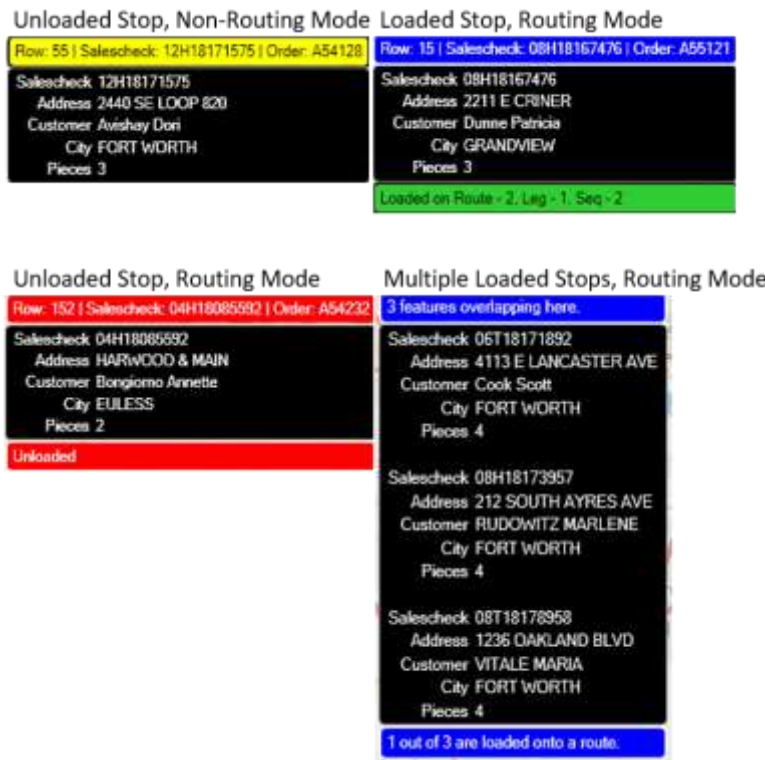 Unloaded Stop, Non-Routing Mode
Row: 55 | Salescheck: 12H18171575 | Order: A54128
Salescheck 12H18171575
Address 2440 SE LOOP 820
Customer Avishay Dori
City FORT WORTH
Pieces 3
Loaded Stop, Routing Mode
Row: 15 | Salescheck: 08H18167476 | Order: A55121
Salescheck 08H18167476
Address 2211 E CRINER
Customer Dunne Patricia
City GRANDVIEW
Pieces 3
Loaded on Route - 2, Leg - 1, Seq - 2
Unloaded Stop, Routing Mode
Row: 152 | Salescheck: 04H18085592 | Order: A54232
Salescheck 04H18085592
Address HARWOOD & MAIN
Customer Bongiorno Annette
City EULESS
Pieces 2
Unloaded
Multiple Loaded Stops, Routing Mode
3 features overlapping here.
Salescheck 06T18171892
Address 4113 E LANCASTER AVE
Customer Cook Scott
City FORT WORTH
Pieces 4
Salescheck 08H18173957
Address 212 SOUTH AYRES AVE
Customer RUDOWITZ MARLENE
City FORT WORTH
Pieces 4
Salescheck 08T18178958
Address 1236 OAKLAND BLVD
Customer VITALE MARIA
City FORT WORTH
Pieces 4
1 out of 3 are loaded onto a route.